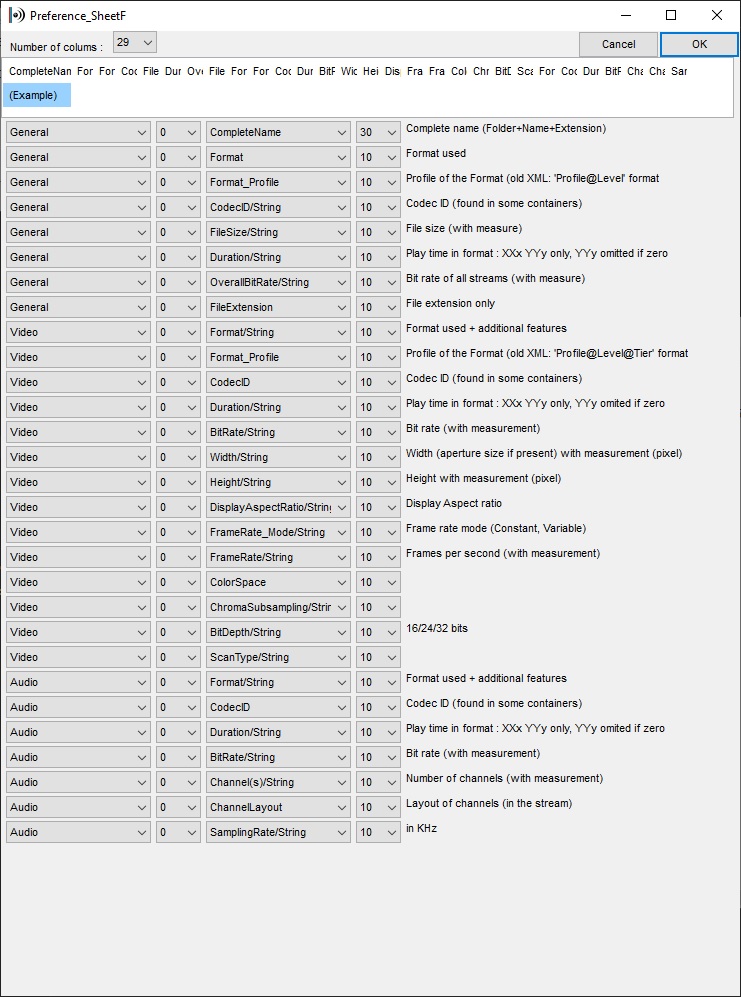 Preference_SheetF
Number of colums : 29 Cancel OK
CompleteNan For For Coc File Dur Ove File For For Coc Dur BitF Wid Hei Disp Fra Fra Col Chr BitD Sca For Coc Dur BitF Cha Cha Sar
(Example)
General 0 CompleteName 30 Complete name (Folder+Name+Extension)
General 0 Format 10 Format used
General 0 Format_Profile 10 Profile of the Format (old XML: 'Profile@Level' format
General 0 CodecID/String 10 Codec ID (found in some containers)
General 0 FileSize/String 10 File size (with measure)
General 0 Duration/String 10 Play time in format : XXx YYy only, YYy omitted if zero
General 0 OverallBitRate/String 10 Bit rate of all streams (with measure)
General 0 FileExtension 10 File extension only
Video 0 Format/String 10 Format used + additional features
Video 0 Format_Profile 10 Profile of the Format (old XML: 'Profile@Level@Tier' format
Video 0 CodecID 10 Codec ID (found in some containers)
Video 0 Duration/String 10 Play time in format : XXx YYy only, YYy omited if zero
Video 0 BitRate/String 10 Bit rate (with measurement)
Video 0 Width/String 10 Width (aperture size if present) with measurement (pixel)
Video 0 Height/String 10 Height with measurement (pixel)
Video 0 DisplayAspectRatio/String 10 Display Aspect ratio
Video 0 FrameRate_Mode/String 10 Frame rate mode (Constant, Variable)
Video 0 FrameRate/String 10 Frames per second (with measurement)
Video 0 ColorSpace 10
Video 0 ChromaSubsampling/Strir 10
Video 0 BitDepth/String 10 16/24/32 bits
Video 0 ScanType/String 10
Audio 0 Format/String 10 Format used + additional features
Audio 0 CodecID 10 Codec ID (found in some containers)
Audio 0 Duration/String 10 Play time in format : XXx YYy only, YYy omited if zero
Audio 0 BitRate/String 10 Bit rate (with measurement)
Audio 0 Channel(s)/String 10 Number of channels (with measurement)
Audio 0 ChannelLayout 10 Layout of channels (in the stream)
Audio 0 SamplingRate/String 10 in KHz